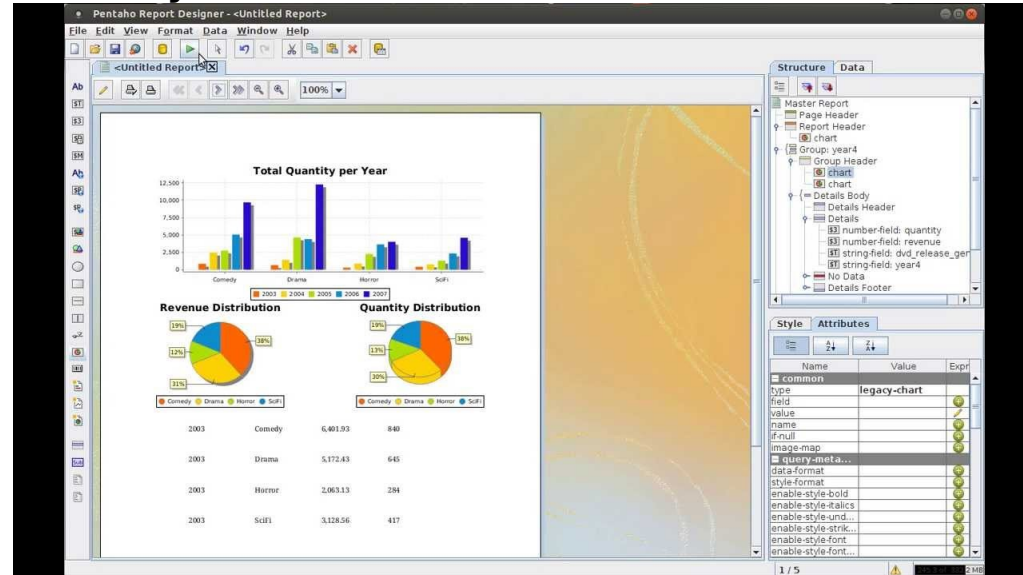 Pentaho Report Designer - <Untitled Report>
File Edit View Format Data Window Help
<Untitled Report>
100%
Structure Data
Master Report
Page Header
Report Header
chart
Group: year4
Group Header
chart
chart
Details Body
Details Header
Details
number-field: quantity
number-field: revenue
string-field: dvd_release_gen
string-field: year4
No Data
Details Footer
Total Quantity per Year
12,500
10,000
7,500
5,000
2,500
0
Comedy Drama Horror SciFi
2003 2004 2005 2006 2007
Revenue Distribution
19%
38%
12%
31%
Comedy Drama Horror SciFi
Quantity Distribution
19%
38%
13%
30%
Comedy Drama Horror SciFi
2003 Comedy 6,401.93 840
2003 Drama 5,172.43 645
2003 Horror 2,063.13 284
2003 SciFi 3,128.56 417
Style Attributes
Name Value Expr
common
type legacy-chart
field
value
name
if-null
image-map
query-meta...
data-format
style-format
enable-style-bold
enable-style-italics
enable-style-und...
enable-style-strik...
enable-style-font
enable-style-font...
1 / 5